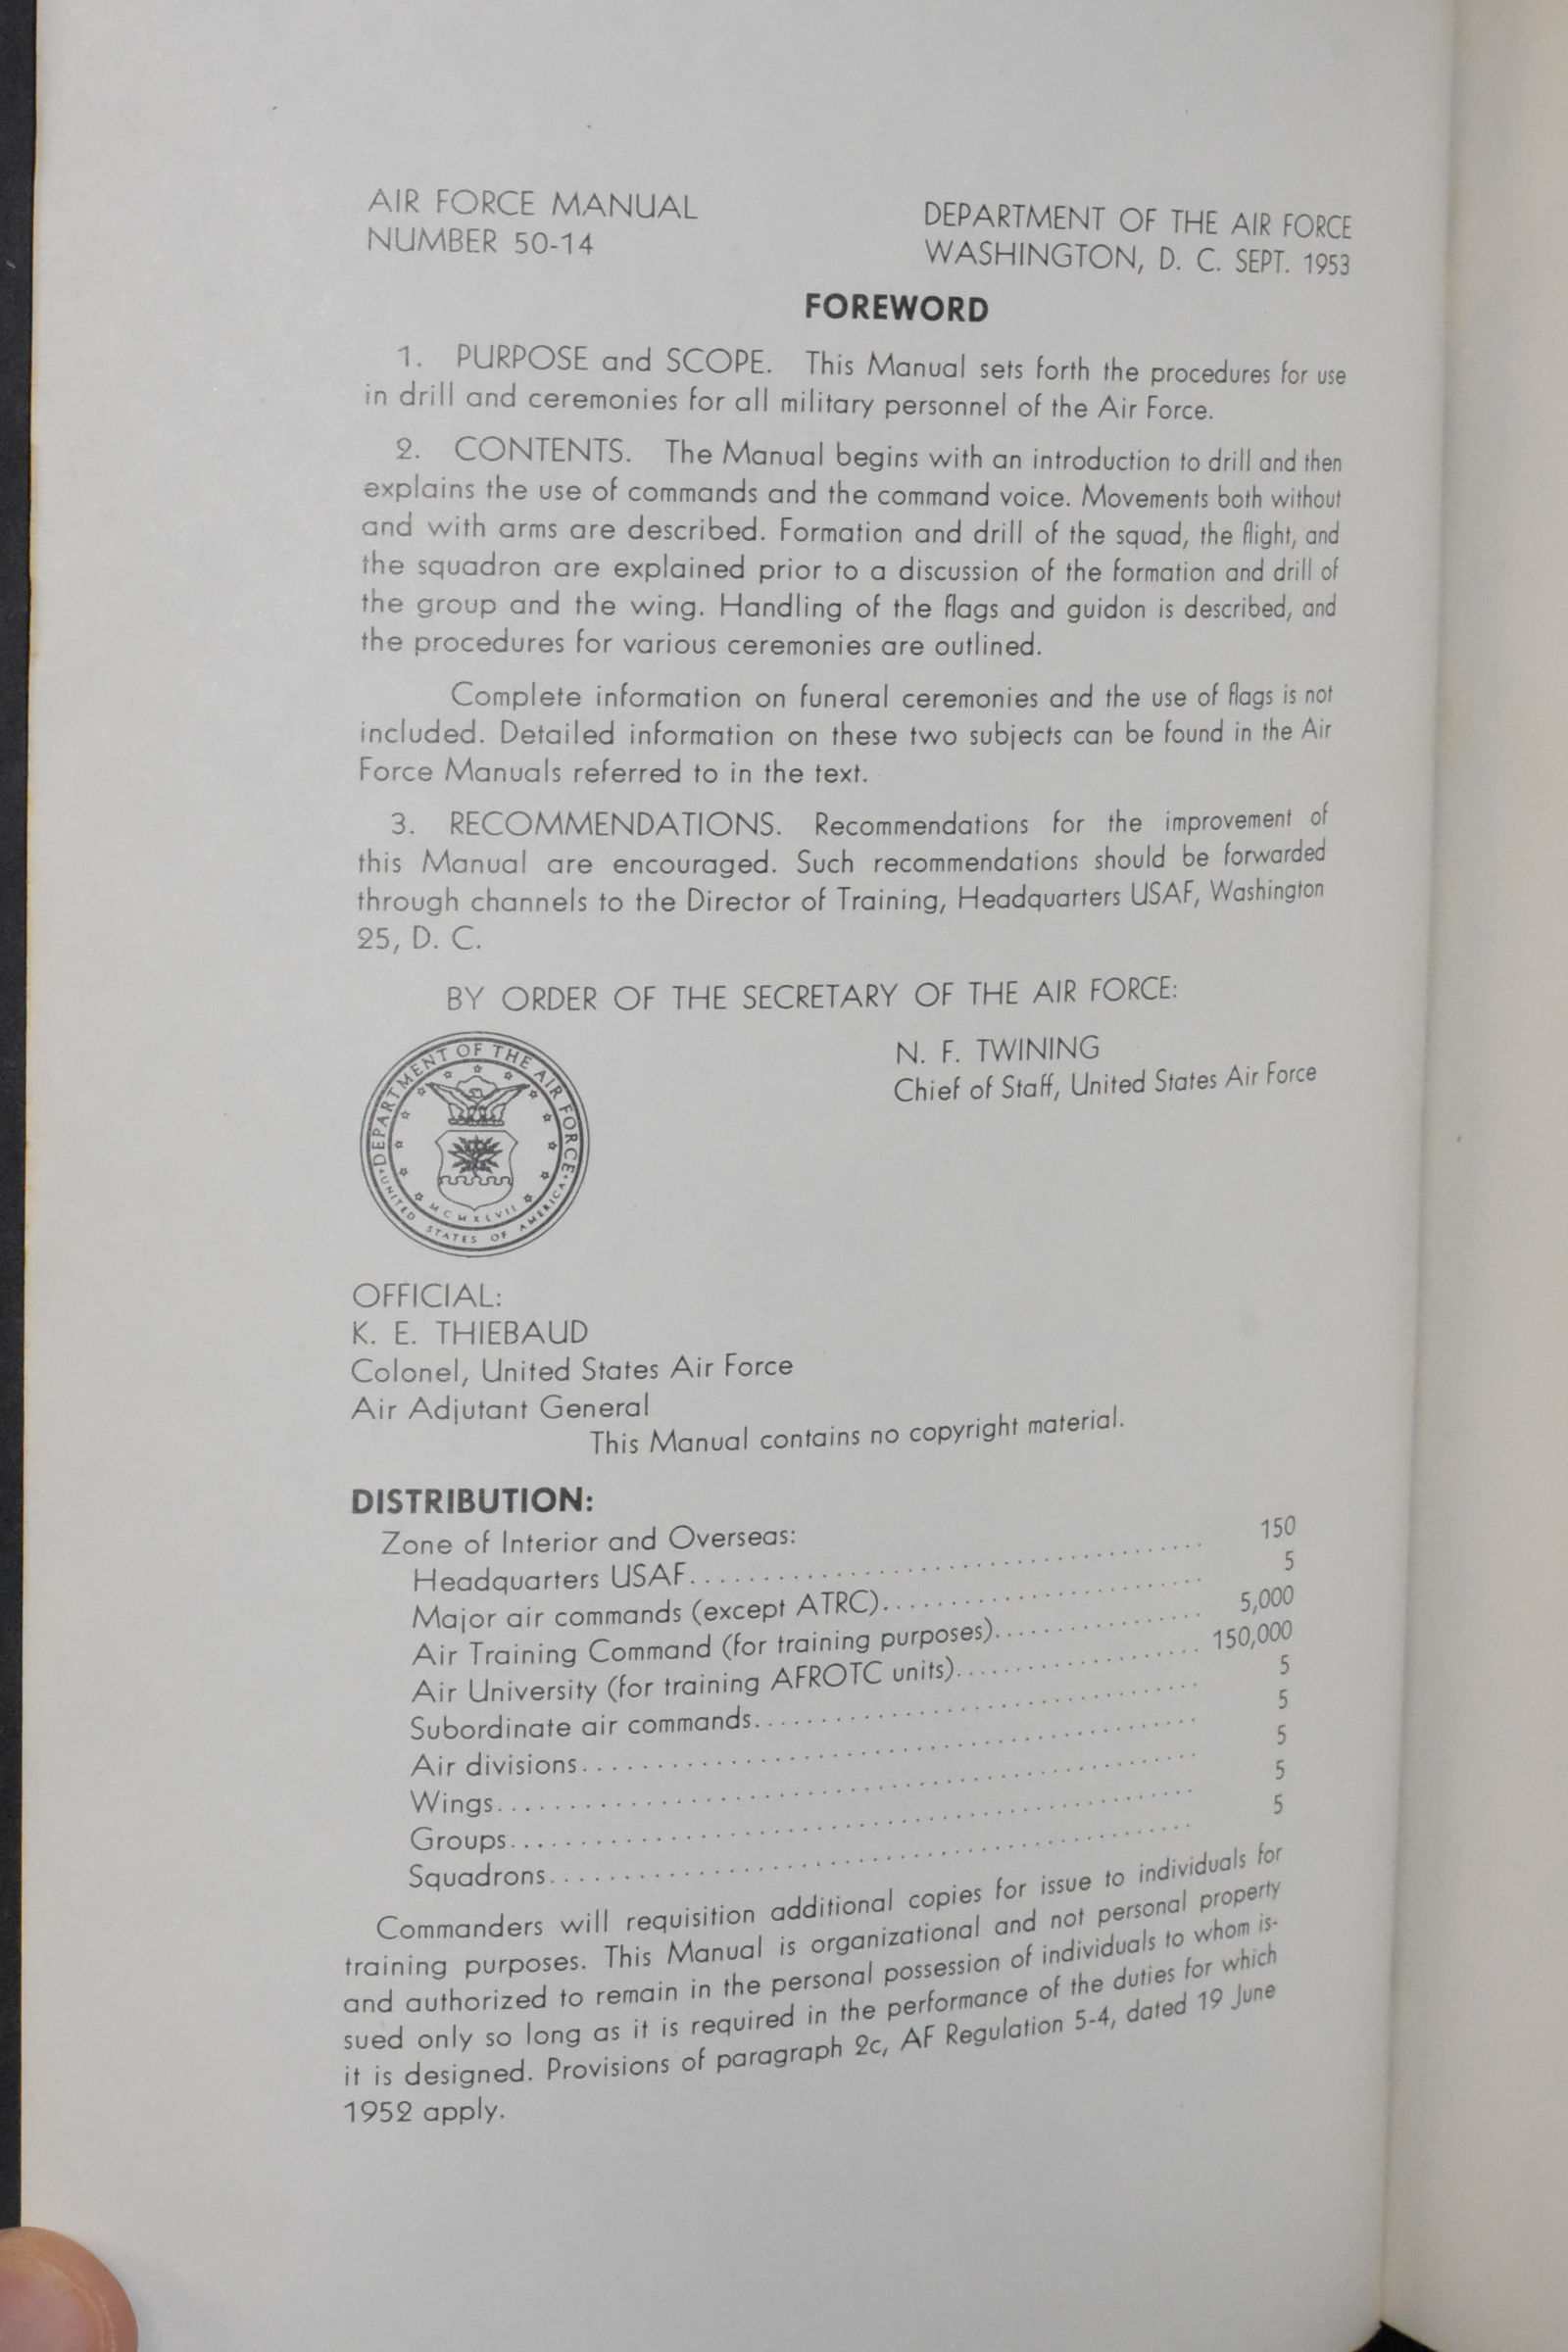 AIR FORCE MANUAL
NUMBER 50-14
DEPARTMENT OF THE AIR FORCE
WASHINGTON, D. C. SEPT. 1953
FOREWORD
1. PURPOSE and SCOPE. This Manual sets forth the procedures for use
in drill and ceremonies for all military personnel of the Air Force.
2. CONTENTS. The Manual begins with an introduction to drill and then
explains the use of commands and the command voice. Movements both without
and with arms are described. Formation and drill of the squad, the flight, and
the squadron are explained prior to a discussion of the formation and drill of
the group and the wing. Handling of the flags and guidon is described, and
the procedures for various ceremonies are outlined.
Complete information on funeral ceremonies and the use of flags is not
included. Detailed information on these two subjects can be found in the Air
Force Manuals referred to in the text.
3. RECOMMENDATIONS. Recommendations for the improvement of
this Manual are encouraged. Such recommendations should be forwarded
through channels to the Director of Training, Headquarters USAF, Washington
25, D. C.
BY ORDER OF THE SECRETARY OF THE AIR FORCE:
N. F. TWINING
Chief of Staff, United States Air Force
DEPARTMENT OF THE AIR FORCE
UNITED STATES OF AMERICA
MCMXLVII
OFFICIAL:
K. E. THIEBAUD
Colonel, United States Air Force
Air Adjutant General
This Manual contains no copyright material.
DISTRIBUTION:
Zone of Interior and Overseas:
Headquarters USAF.......................................... 150
Major air commands (except ATRC)........................ 5
Air Training Command (for training purposes)............... 5,000
Air University (for training AFROTC units).................. 150,000
Subordinate air commands................................. 5
Air divisions............................................... 5
Wings..................................................... 5
Groups.................................................... 5
Squadrons................................................. 5
Commanders will requisition additional copies for issue to individuals for
training purposes. This Manual is organizational and not personal property
and authorized to remain in the personal possession of individuals to whom is-
sued only so long as it is required in the performance of the duties for which
it is designed. Provisions of paragraph 2c, AF Regulation 5-4, dated 19 June
1952 apply.